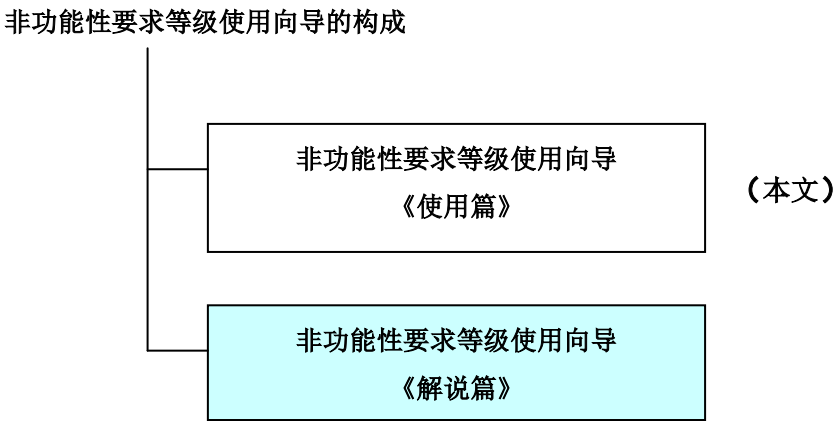 非功能性要求等级使用向导的构成
非功能性要求等级使用向导
《使用篇》
（本文）
非功能性要求等级使用向导
《解说篇》